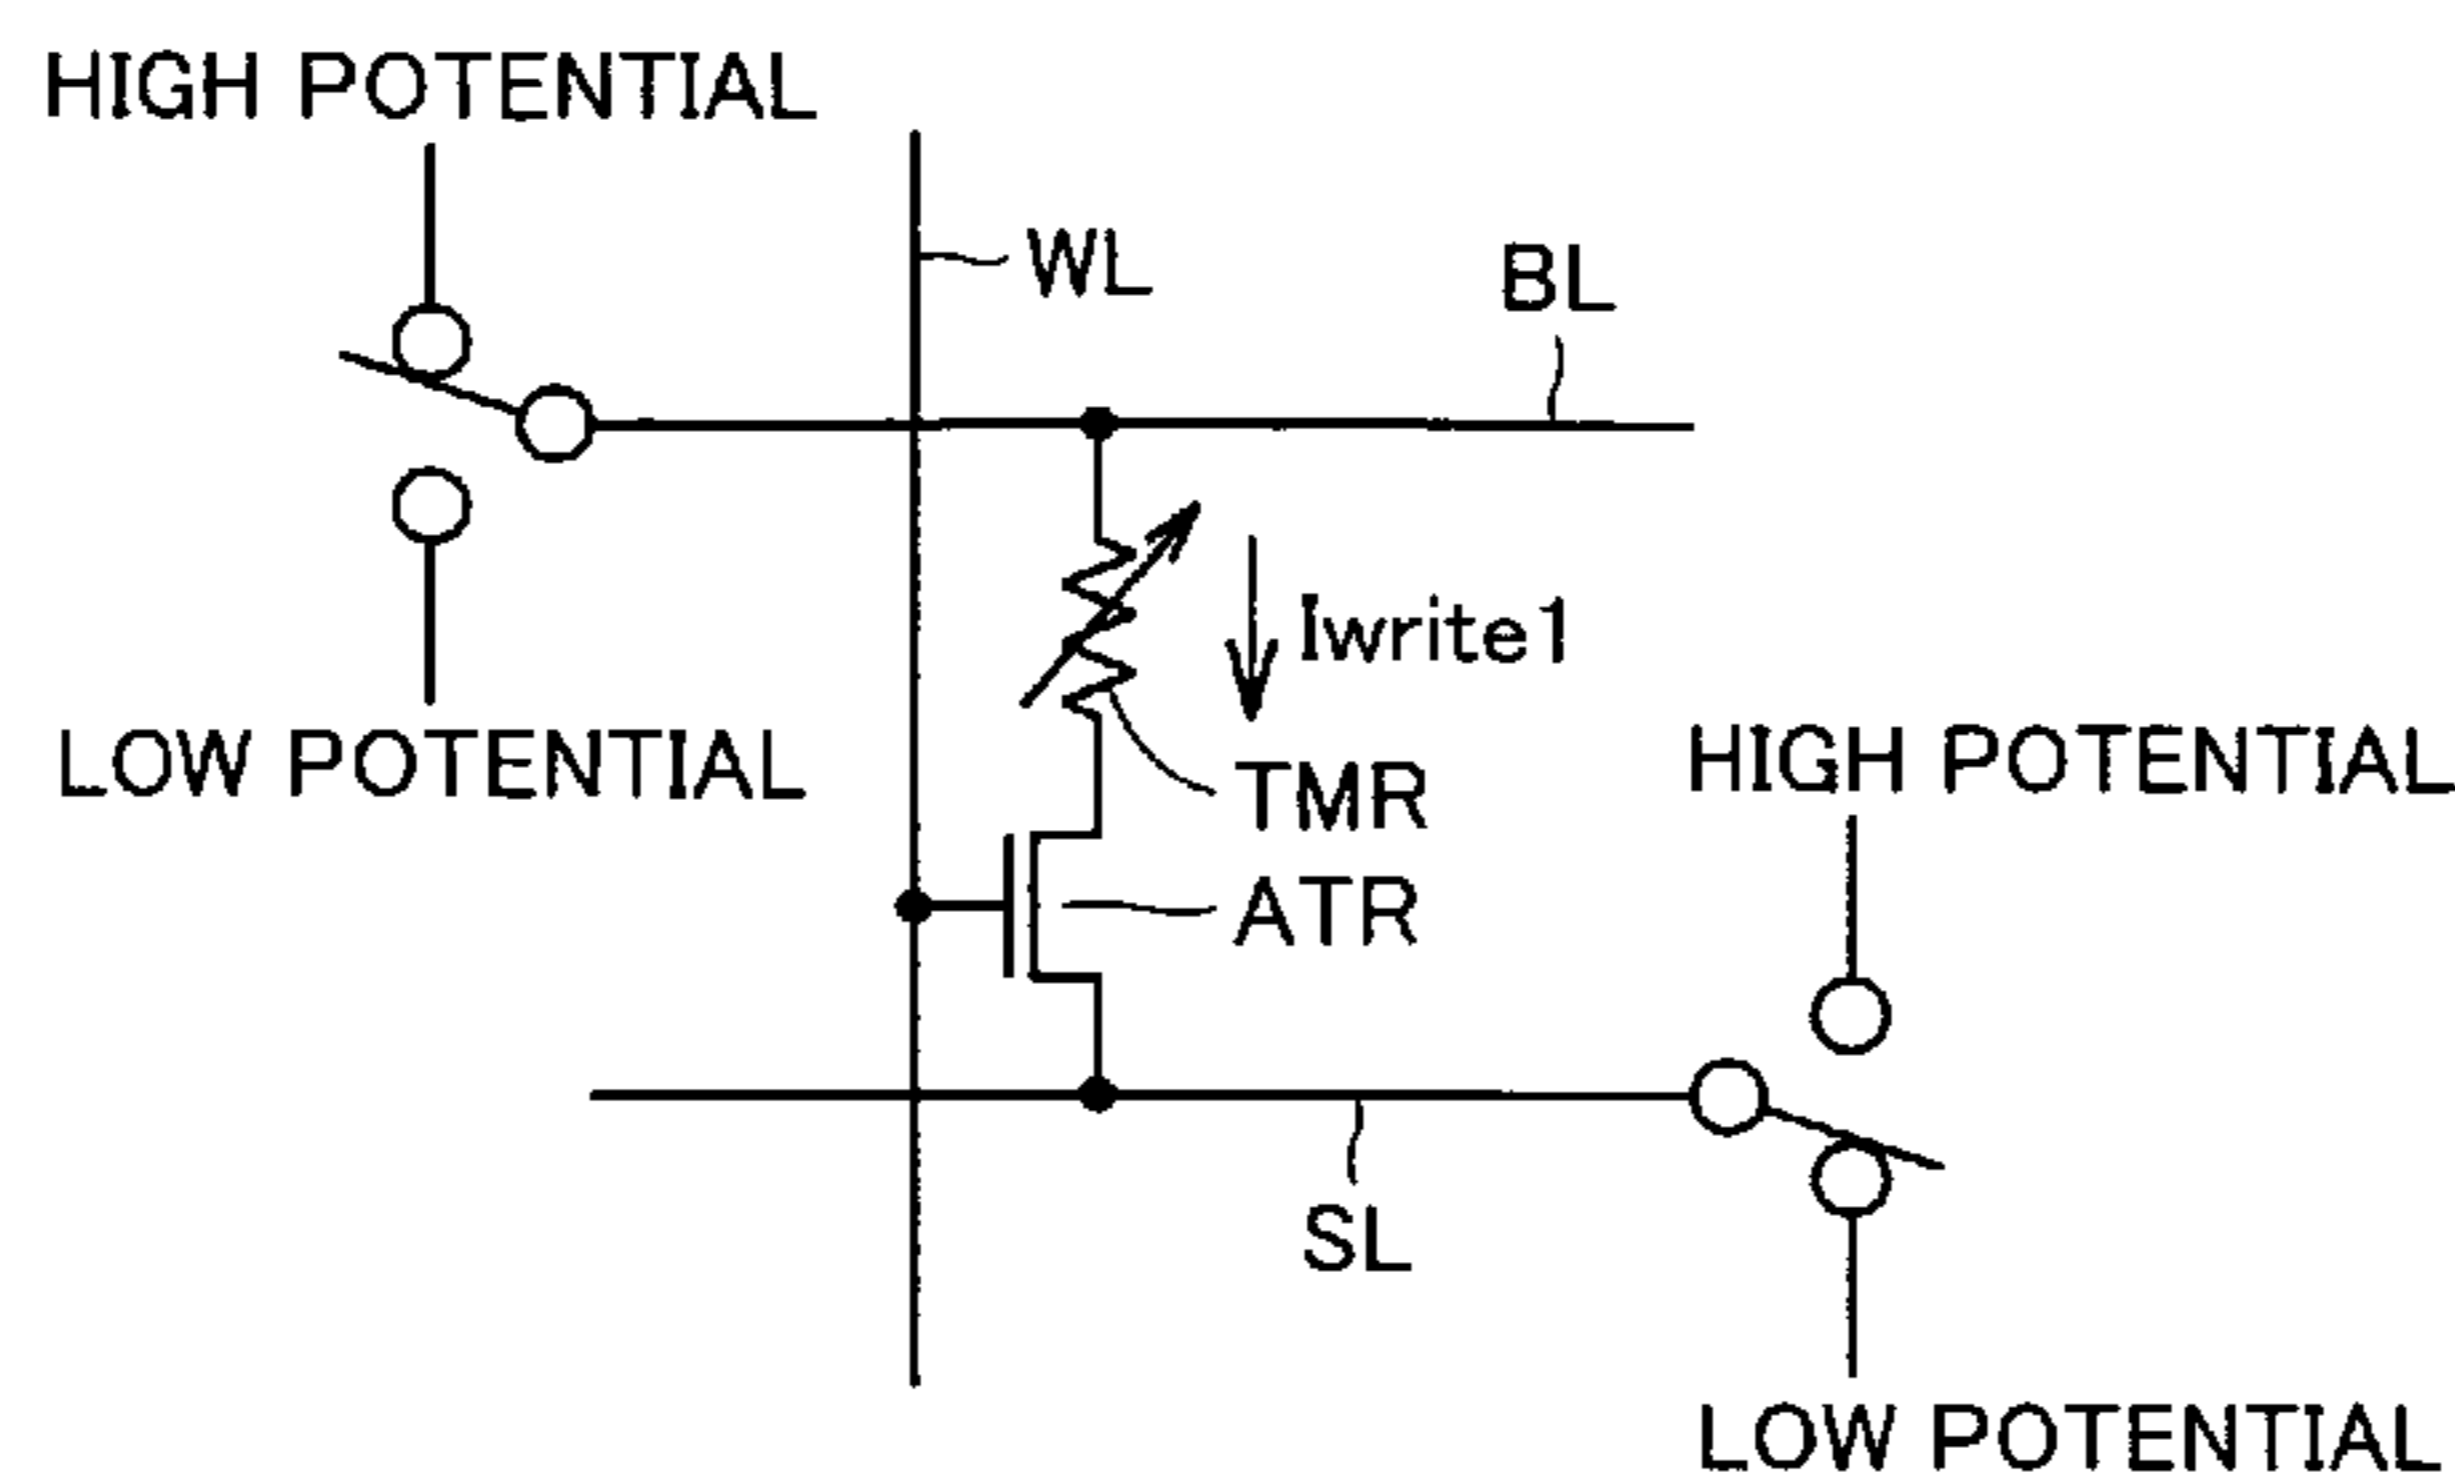 HIGH POTENTIAL
WL
BL
Iwrite1
LOW POTENTIAL
HIGH POTENTIAL
TMR
ATR
SL
LOW POTENTIAL